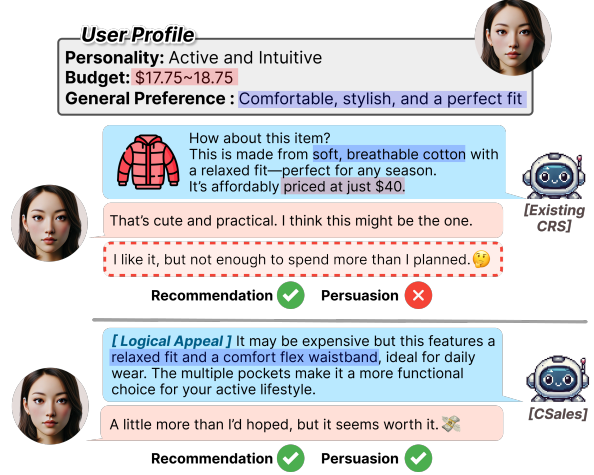 User Profile
Personality: Active and Intuitive
Budget: $17.75~18.75
General Preference : Comfortable, stylish, and a perfect fit
How about this item?
This is made from soft, breathable cotton with
a relaxed fit—perfect for any season.
It's affordably priced at just $40.
[Existing
CRS]
That's cute and practical. I think this might be the one.
I like it, but not enough to spend more than I planned.🤔
Recommendation Persuasion
[ Logical Appeal ] It may be expensive but this features a
relaxed fit and a comfort flex waistband, ideal for daily
wear. The multiple pockets make it a more functional
choice for your active lifestyle.
[CSales]
A little more than I'd hoped, but it seems worth it.💸
Recommendation Persuasion